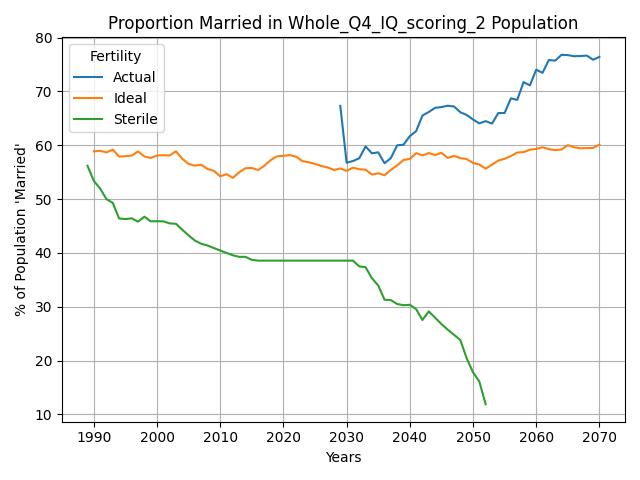 Proportion Married in Whole_Q4_IQ_scoring_2 Population
Fertility
Actual
Ideal
Sterile
% of Population 'Married'
80
70
60
50
40
30
20
10
1990 2000 2010 2020 2030 2040 2050 2060 2070
Years